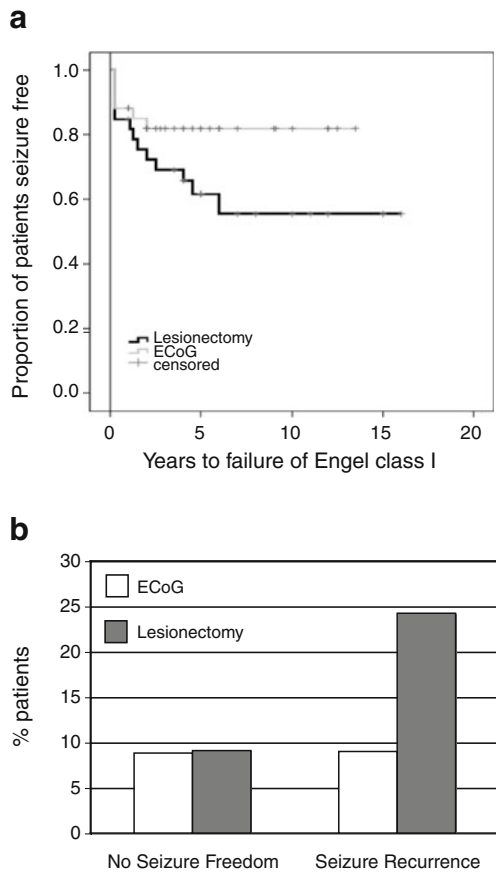 a
Proportion of patients seizure free
1.0
0.8
0.6
0.4
0.2
0.0
Lesionectomy
ECoG
censored
0 5 10 15 20
Years to failure of Engel class I
b
% patients
30
25
20
15
10
5
0
ECoG
Lesionectomy
No Seizure Freedom Seizure Recurrence